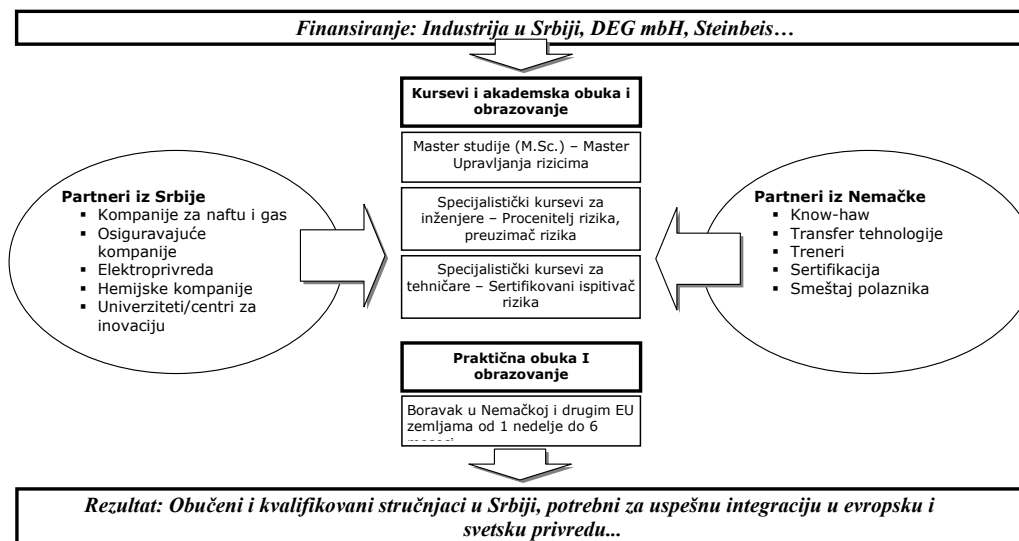 Finansiranje: Industrija u Srbiji, DEG mbH, Steinbeis…
Kursevi i akademska obuka i
obrazovanje
Master studije (M.Sc.) – Master
Upravljanja rizicima
Specijalistički kursevi za
inženjere – Procenitelj rizika,
preuzimač rizika
Specijalistički kursevi za
tehničare – Sertifikovani ispitivač
rizika
Partneri iz Srbije
▪ Kompanije za naftu i gas
▪ Osiguravajuće
kompanije
▪ Elektroprivreda
▪ Hemijske kompanije
▪ Univerziteti/centri za
inovaciju
Partneri iz Nemačke
▪ Know-haw
▪ Transfer tehnologije
▪ Treneri
▪ Sertifikacija
▪ Smeštaj polaznika
Praktična obuka I
obrazovanje
Boravak u Nemačkoj i drugim EU
zemljama od 1 nedelje do 6
Rezultat: Obučeni i kvalifikovani stručnjaci u Srbiji, potrebni za uspešnu integraciju u evropsku i
svetsku privredu...